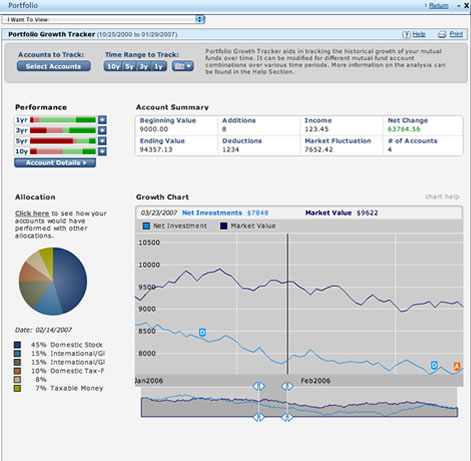 Portfolio
Return
- x
I Want To View:
Portfolio Growth Tracker (10/25/2000 to 01/29/2007)
Help
Print
Accounts to Track:
Select Accounts
Time Range to Track:
10y 5y 3y 1y
Portfolio Growth Tracker aids in tracking the historical growth of your mutual
funds over time. It can be modified for different mutual fund account
combinations over various time periods. More information on the analysis can
be found in the Help Section.
Performance
1yr
3yr
5yr
10y
Account Details
Account Summary
Beginning Value Additions Income Net Change
9000.00 8 123.45 63764.56
Ending Value Deductions Market Fluctuation # of Accounts
94357.13 1234 7652.42 4
Allocation
Click here to see how your
accounts would have
performed with other
allocations.
Date: 02/14/2007
45% Domestic Stock
15% International/Gl
15% International/Gl
10% Domestic Tax-F
8%
7% Taxable Money
Growth Chart
chart help
03/23/2007 Net Investments $7848 Market Value $9622
Net Investment Market Value
10500
10000
9500
9000
8500
8000
D
D
A
Jan2006
Feb2006